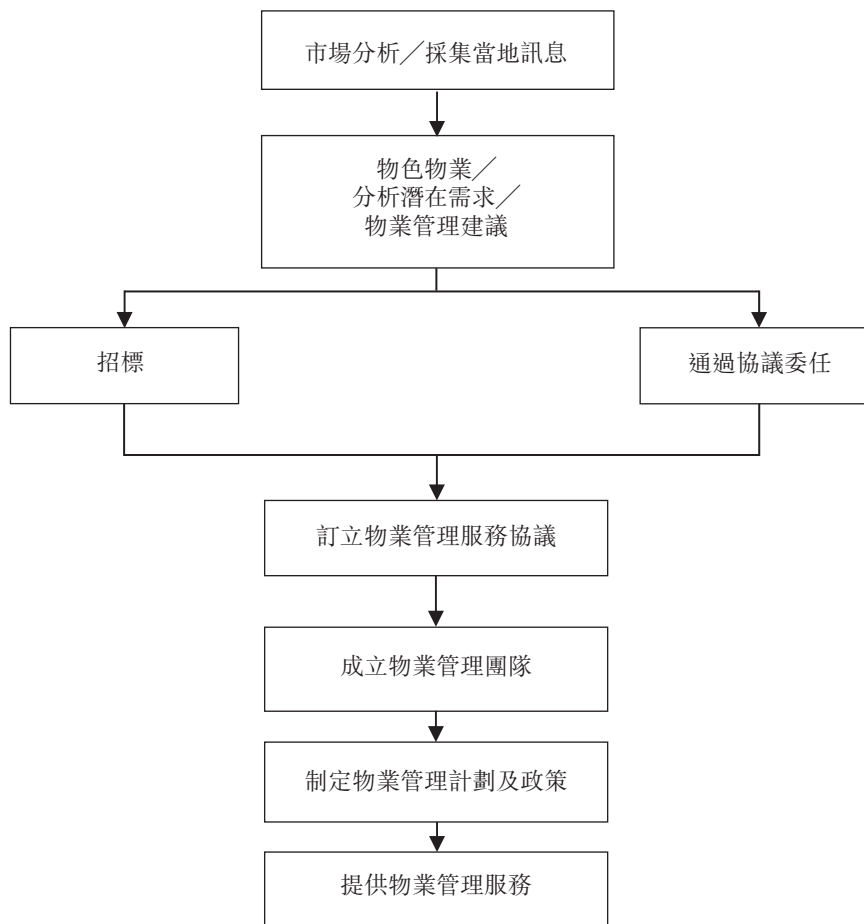 市場分析／採集當地訊息
物色物業／
分析潛在需求／
物業管理建議
招標
通過協議委任
訂立物業管理服務協議
成立物業管理團隊
制定物業管理計劃及政策
提供物業管理服務